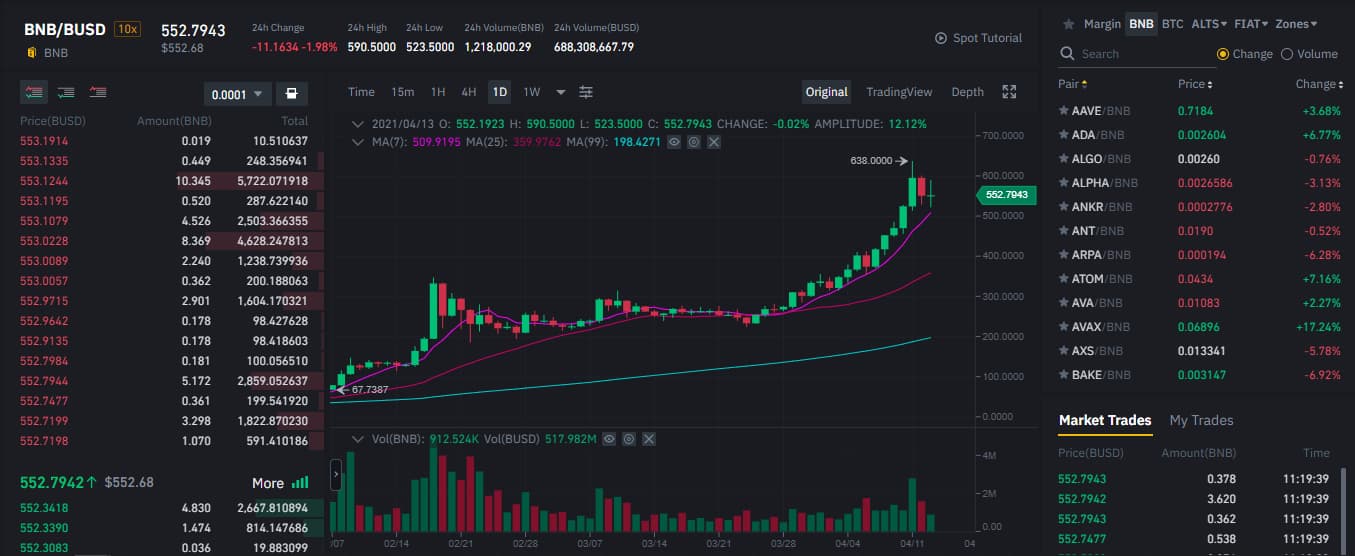 BNB/BUSD 10x
BNB
552.7943
$552.68
24h Change
-11.1634 -1.98%
24h High
590.5000
24h Low
523.5000
24h Volume(BNB)
1,218,000.29
24h Volume(BUSD)
688,308,667.79
Spot Tutorial
0.0001
Price(BUSD) Amount(BNB) Total
553.1914 0.019 10.510637
553.1335 0.449 248.356941
553.1244 10.345 5,722.071918
553.1195 0.520 287.622140
553.1079 4.526 2,503.366355
553.0228 8.369 4,628.247813
553.0089 2.240 1,238.739936
553.0057 0.362 200.188063
552.9715 2.901 1,604.170321
552.9642 0.178 98.427628
552.9135 0.178 98.418603
552.7984 0.181 100.056510
552.7944 5.172 2,859.052637
552.7477 0.361 199.541920
552.7199 3.298 1,822.870230
552.7198 1.070 591.410186
552.7942↑ $552.68 More
552.3418 4.830 2,667.810894
552.3390 1.474 814.147686
552.3083 0.036 19.883099
Time 15m 1H 4H 1D 1W
Original TradingView Depth
2021/04/13 O: 552.1923 H: 590.5000 L: 523.5000 C: 552.7943 CHANGE: -0.02% AMPLITUDE: 12.12%
MA(7): 509.9195 MA(25): 359.9762 MA(99): 198.4271
638.0000
67.7387
700.0000
600.0000
552.7943
500.0000
400.0000
300.0000
200.0000
100.0000
0.0000
Vol(BNB): 912.524K Vol(BUSD) 517.982M
4M
2M
0.00
/07 02/14 02/21 02/28 03/07 03/14 03/21 03/28 04/04 04/11 04
Margin BNB BTC ALTS FIAT Zones
Search Change Volume
Pair Price Change
AAVE/BNB 0.7184 +3.68%
ADA/BNB 0.002604 +6.77%
ALGO/BNB 0.00260 -0.76%
ALPHA/BNB 0.0026586 -3.13%
ANKR/BNB 0.0002776 -2.80%
ANT/BNB 0.0190 -0.52%
ARPA/BNB 0.000194 -6.28%
ATOM/BNB 0.0434 +7.16%
AVA/BNB 0.01083 +2.27%
AVAX/BNB 0.06896 +17.24%
AXS/BNB 0.013341 -5.78%
BAKE/BNB 0.003147 -6.92%
Market Trades My Trades
Price(BUSD) Amount(BNB) Time
552.7943 0.378 11:19:39
552.7942 3.620 11:19:39
552.7943 0.362 11:19:39
552.7477 0.538 11:19:39